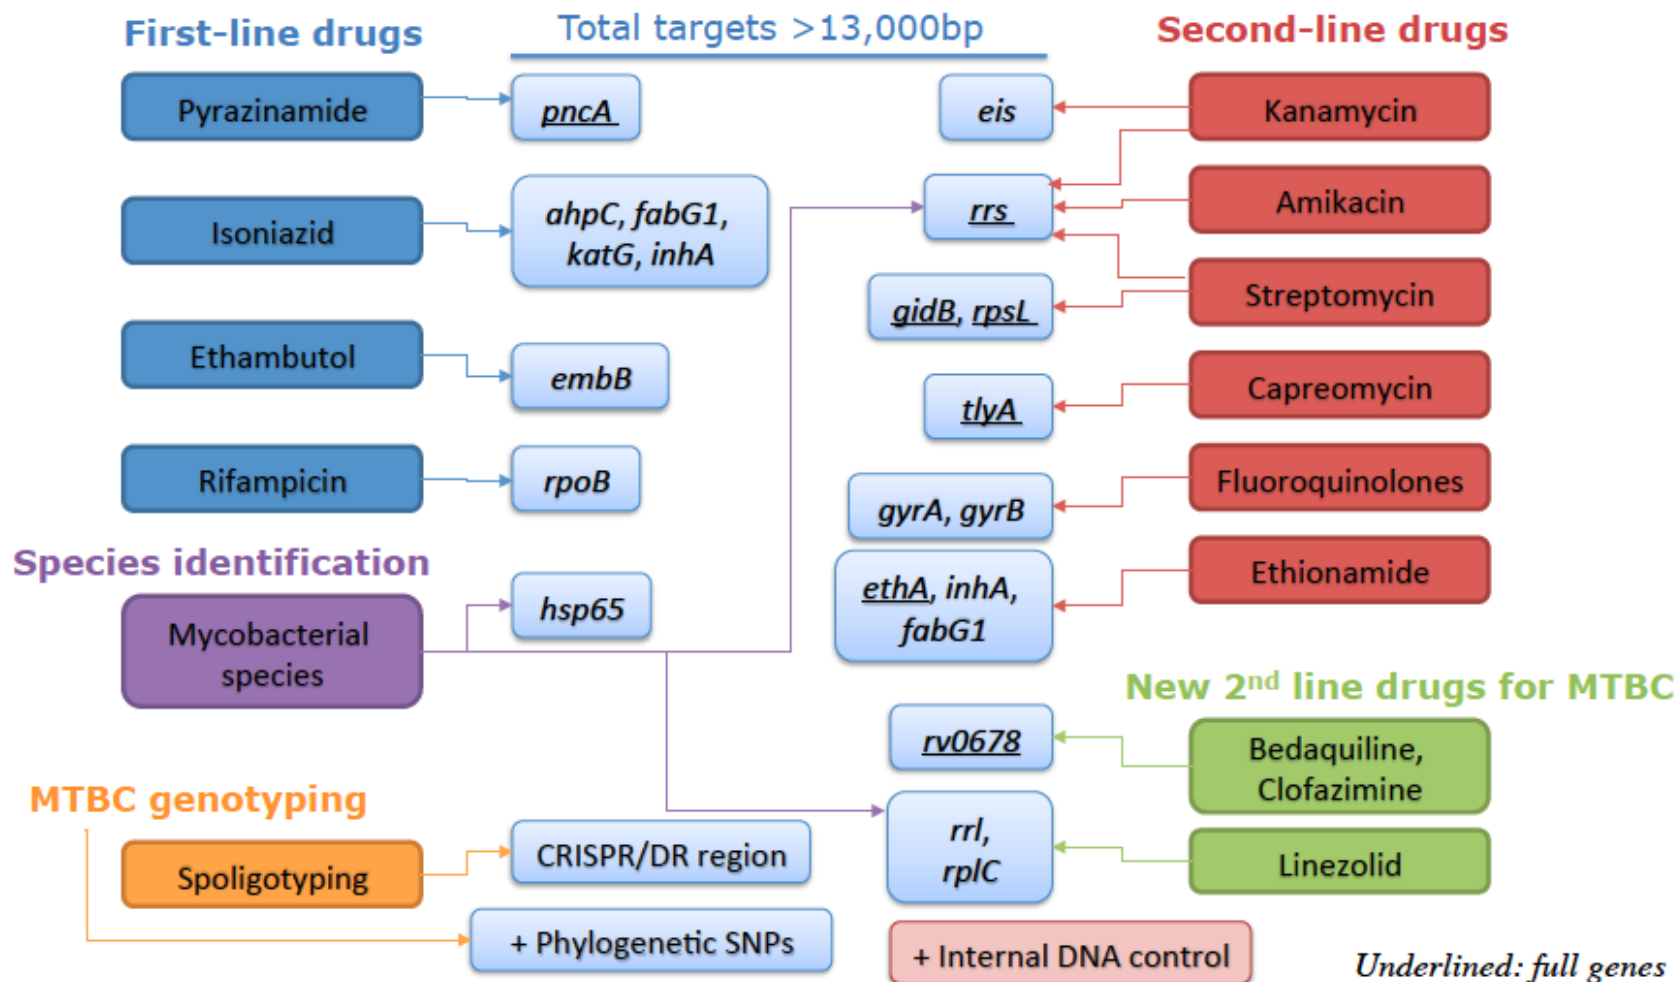 First-line drugs
Total targets >13,000bp
Second-line drugs
Pyrazinamide
pncA
eis
Kanamycin
Isoniazid
ahpC, fabG1,
katG, inhA
rrs
Amikacin
gidB, rpsL
Streptomycin
Ethambutol
embB
tlyA
Capreomycin
Rifampicin
rpoB
gyrA, gyrB
Fluoroquinolones
Species identification
Mycobacterial
species
hsp65
ethA, inhA,
fabG1
Ethionamide
New 2nd line drugs for MTBC
rv0678
Bedaquiline,
Clofazimine
MTBC genotyping
Spoligotyping
CRISPR/DR region
rrl,
rplC
Linezolid
+ Phylogenetic SNPs
+ Internal DNA control
Underlined: full genes